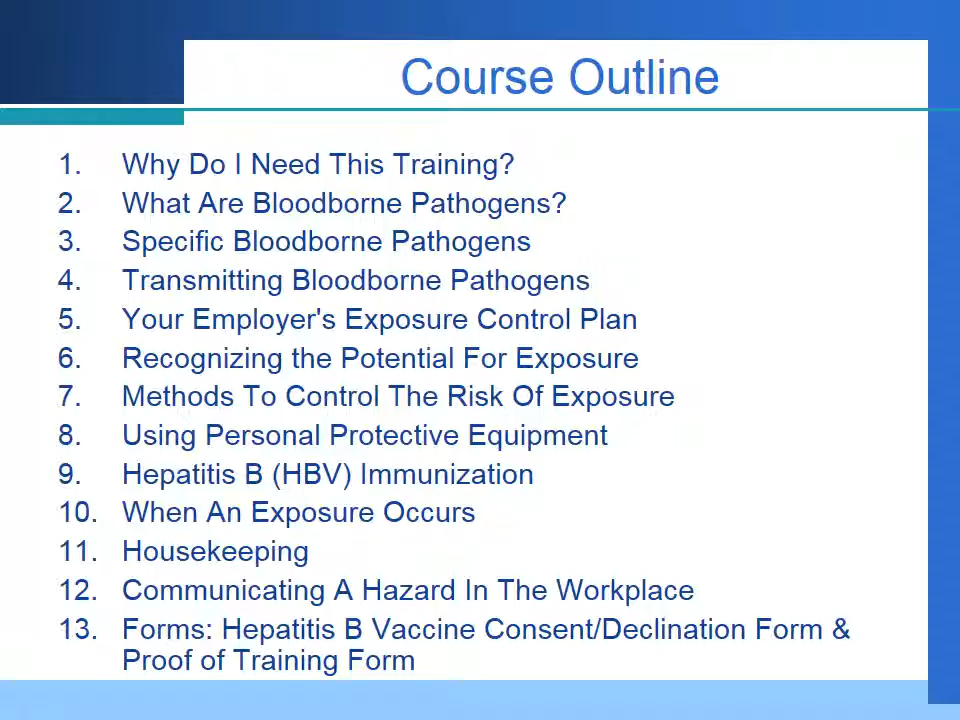 Course Outline
1. Why Do I Need This Training?
2. What Are Bloodborne Pathogens?
3. Specific Bloodborne Pathogens
4. Transmitting Bloodborne Pathogens
5. Your Employer's Exposure Control Plan
6. Recognizing the Potential For Exposure
7. Methods To Control The Risk Of Exposure
8. Using Personal Protective Equipment
9. Hepatitis B (HBV) Immunization
10. When An Exposure Occurs
11. Housekeeping
12. Communicating A Hazard In The Workplace
13. Forms: Hepatitis B Vaccine Consent/Declination Form &
Proof of Training Form